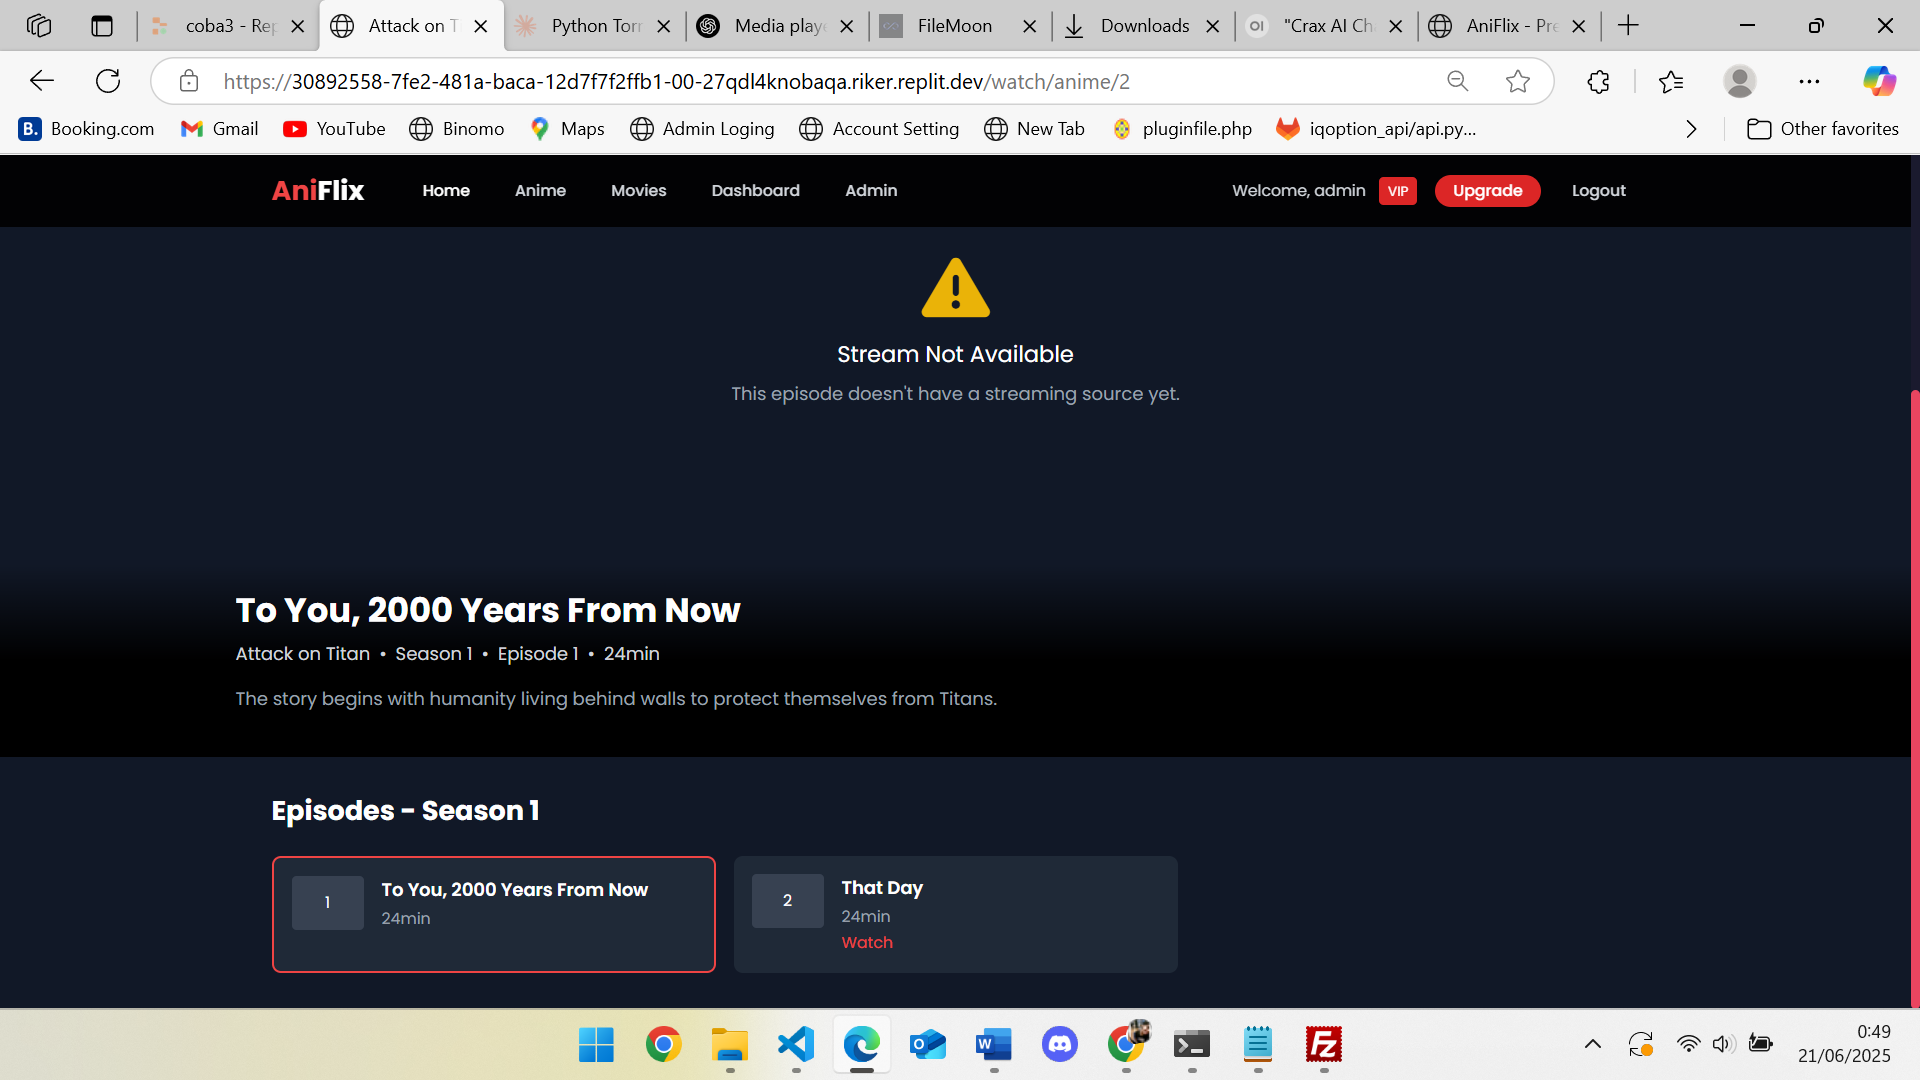 coba3 - Rep
Attack on T
Python Torr
Media playe
FileMoon
Downloads
"Crax AI Ch
AniFlix - Pre
https://30892558-7fe2-481a-baca-12d7f7f2ffb1-00-27qdl4knobaqa.riker.replit.dev/watch/anime/2
B. Booking.com
Gmail
YouTube
Binomo
Maps
Admin Loging
Account Setting
New Tab
pluginfile.php
iqoption_api/api.py...
Other favorites
AniFlix
Home
Anime
Movies
Dashboard
Admin
Welcome, admin
VIP
Upgrade
Logout
Stream Not Available
This episode doesn't have a streaming source yet.
To You, 2000 Years From Now
Attack on Titan • Season 1 • Episode 1 • 24min
The story begins with humanity living behind walls to protect themselves from Titans.
Episodes - Season 1
1
To You, 2000 Years From Now
24min
2
That Day
24min
Watch
0:49
21/06/2025